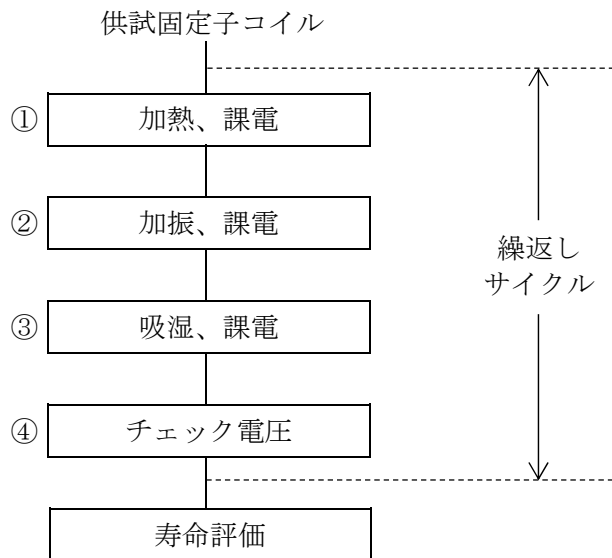 供試固定子コイル
① 加熱、課電
② 加振、課電
③ 吸湿、課電
④ チェック電圧
繰返し
サイクル
寿命評価